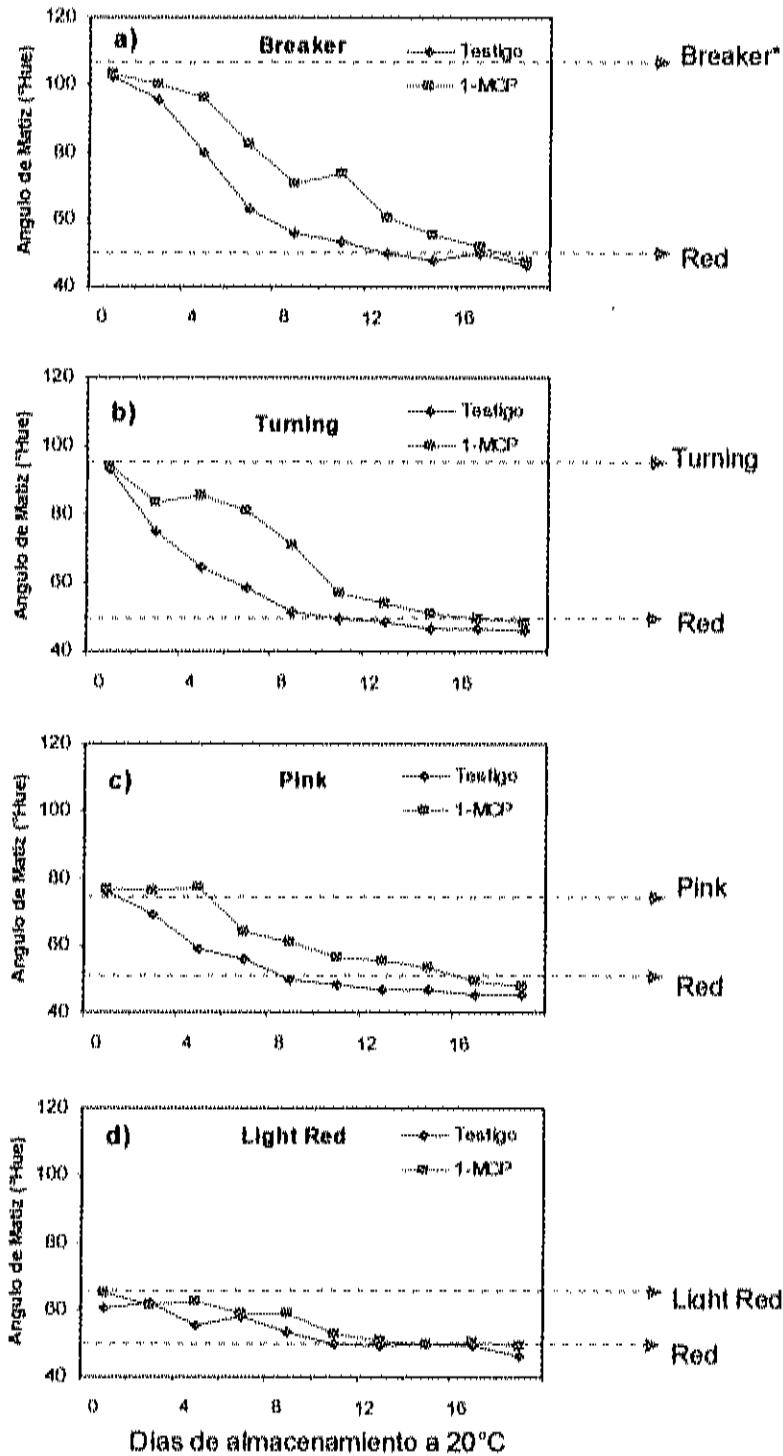 a) Breaker
Testigo
1-MCP
Breaker*
Red
120
100
80
60
40
0 4 8 12 16
Angulo de Matiz (°Hue)
b) Turning
Testigo
1-MCP
Turning
Red
120
100
80
60
40
0 4 8 12 16
Angulo de Matiz (°Hue)
c) Pink
Testigo
1-MCP
Pink
Red
120
100
80
60
40
0 4 8 12 16
Angulo de Matiz (°Hue)
d) Light Red
Testigo
1-MCP
Light Red
Red
120
100
80
60
40
0 4 8 12 16
Angulo de Matiz (°Hue)
Días de almacenamiento a 20°C